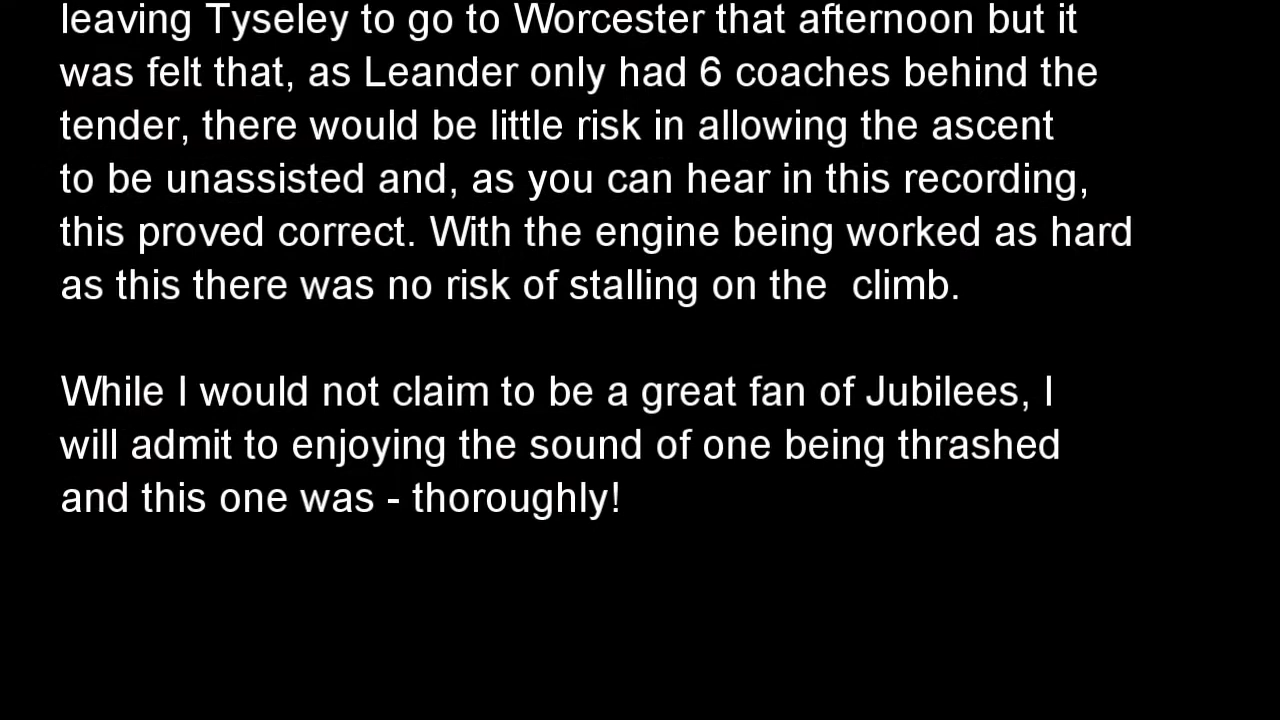 leaving Tyseley to go to Worcester that afternoon but it
was felt that, as Leander only had 6 coaches behind the
tender, there would be little risk in allowing the ascent
to be unassisted and, as you can hear in this recording,
this proved correct. With the engine being worked as hard
as this there was no risk of stalling on the  climb.
While I would not claim to be a great fan of Jubilees, I
will admit to enjoying the sound of one being thrashed
and this one was - thoroughly!